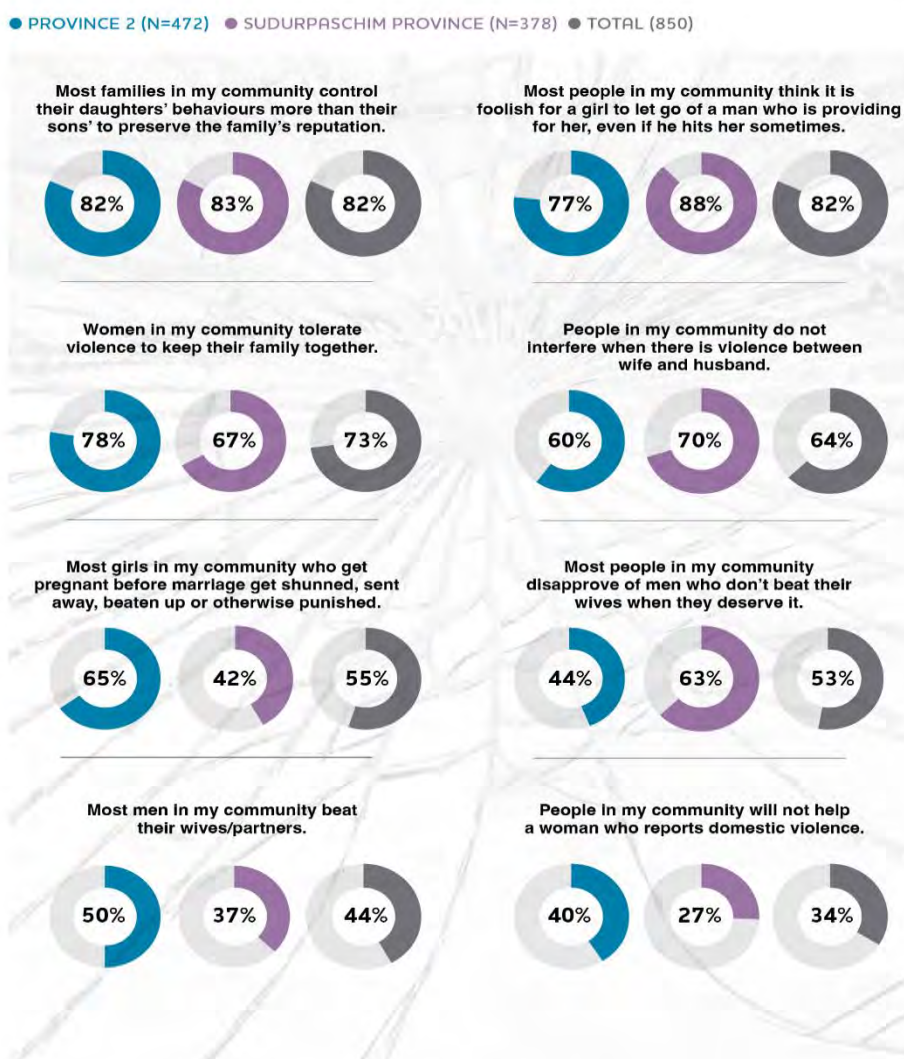 PROVINCE 2 (N=472) SUDURPASCHIM PROVINCE (N=378) TOTAL (850)
Most families in my community control
their daughters' behaviours more than their
sons' to preserve the family's reputation.
82% 83% 82%
Most people in my community think it is
foolish for a girl to let go of a man who is providing
for her, even if he hits her sometimes.
77% 88% 82%
Women in my community tolerate
violence to keep their family together.
78% 67% 73%
People in my community do not
interfere when there is violence between
wife and husband.
60% 70% 64%
Most girls in my community who get
pregnant before marriage get shunned, sent
away, beaten up or otherwise punished.
65% 42% 55%
Most people in my community
disapprove of men who don't beat their
wives when they deserve it.
44% 63% 53%
Most men in my community beat
their wives/partners.
50% 37% 44%
People in my community will not help
a woman who reports domestic violence.
40% 27% 34%